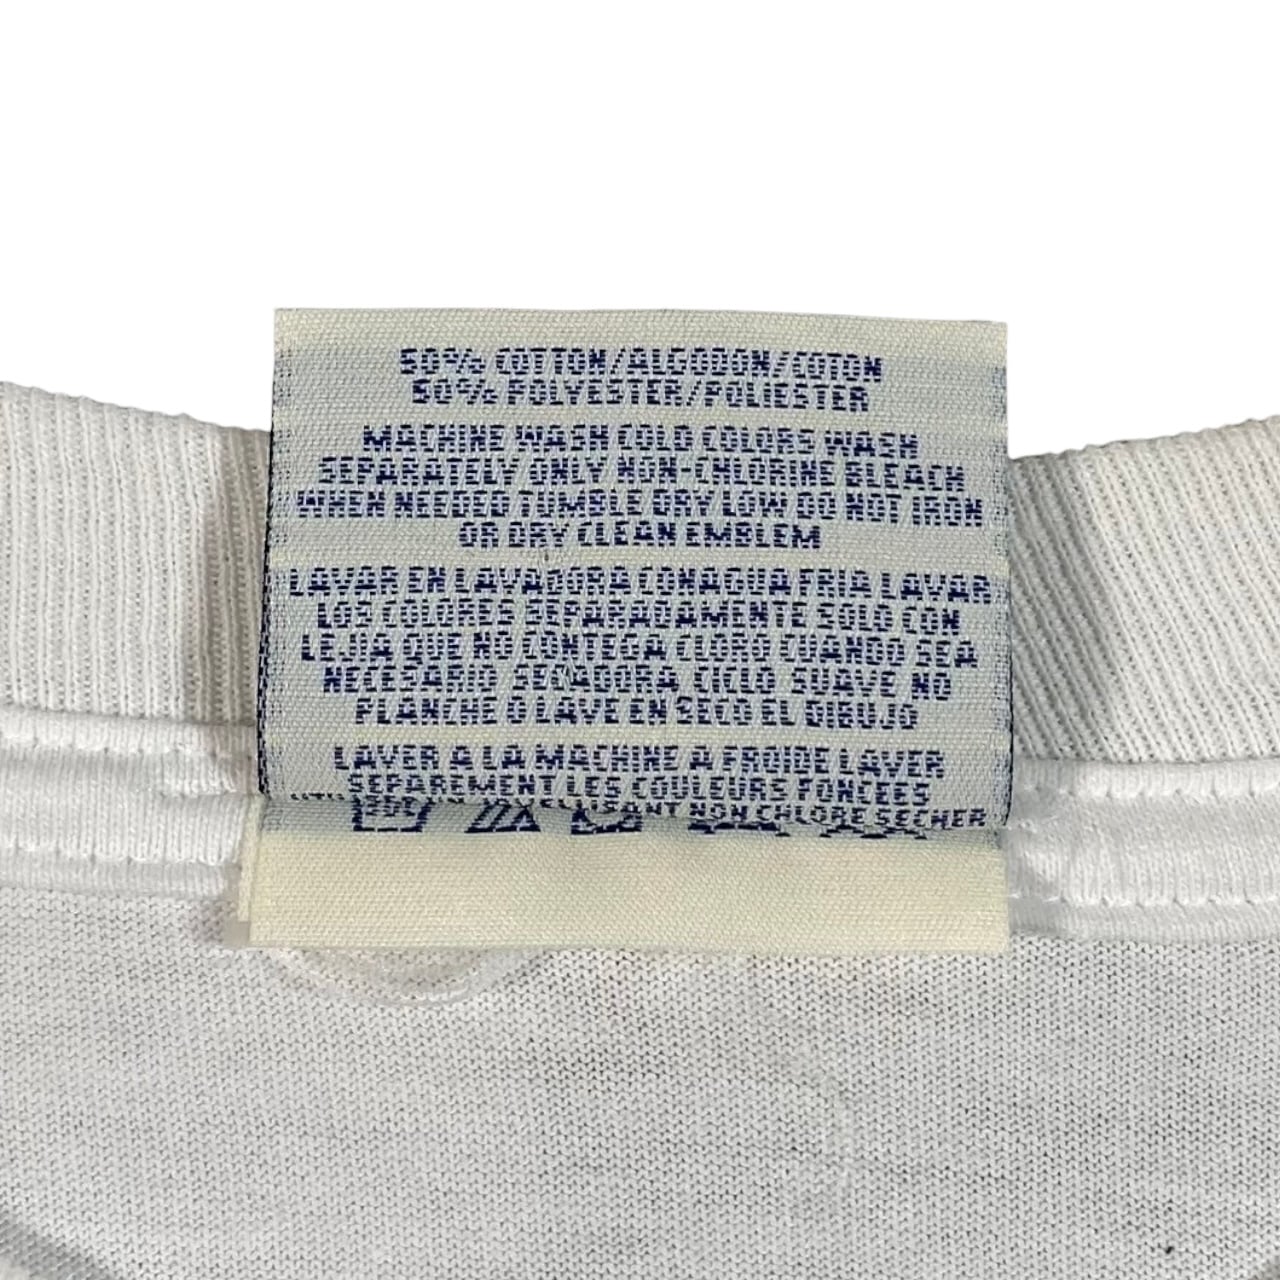 50% COTTON/ALGODON/COTON
50% POLYESTER/POLIESTER
MACHINE WASH COLD COLORS WASH
SEPARATELY ONLY NON-CHLORINE BLEACH
WHEN NEEDED TUMBLE DRY LOW DO NOT IRON
OR DRY CLEAN EMBLEM
LAVAR EN LAVADORA CON AGUA FRIA LAVAR
LOS COLORES SEPARADAMENTE SOLO CON
LEJIA QUE NO CONTEGA CLORO CUANDO SEA
NECESARIO SECADORA CICLO SUAVE NO
PLANCHE O LAVE EN SECO EL DIBUJO
LAVER A LA MACHINE A FROIDE LAVER
SEPAREMENT LES COULEURS FONCEES
NON CHLORE SECHER